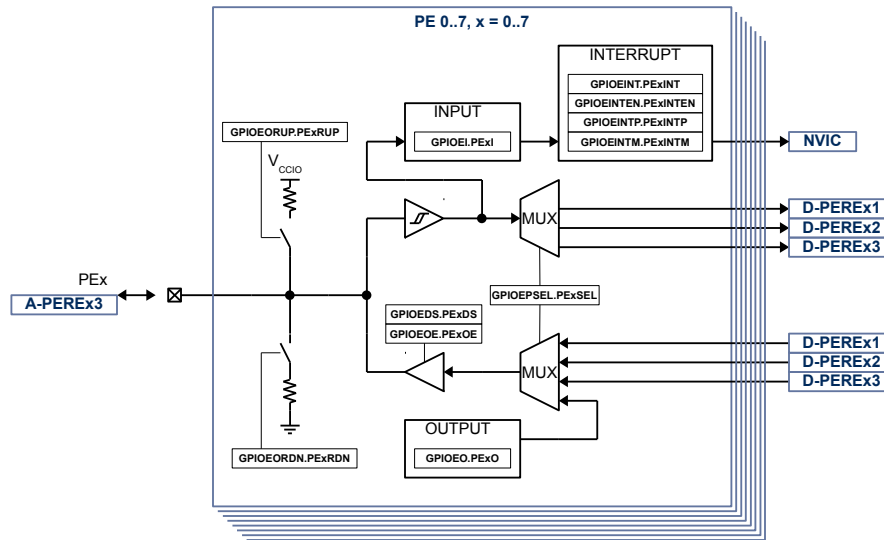 PE 0..7, x = 0..7
INTERRUPT
GPIOEINT.PExINT
GPIOEINTEN.PExINTEN
GPIOEINTP.PExINTP
GPIOEINTM.PExINTM
INPUT
GPIOEI.PExI
NVIC
GPIOEORUP.PExRUP
VCCIO
MUX
D-PEREx1
D-PEREx2
D-PEREx3
PEx
A-PEREx3
GPIOEPSEL.PExSEL
GPIOEDS.PExDS
GPIOEOE.PExOE
MUX
D-PEREx1
D-PEREx2
D-PEREx3
OUTPUT
GPIOEO.PExO
GPIOEORDN.PExRDN